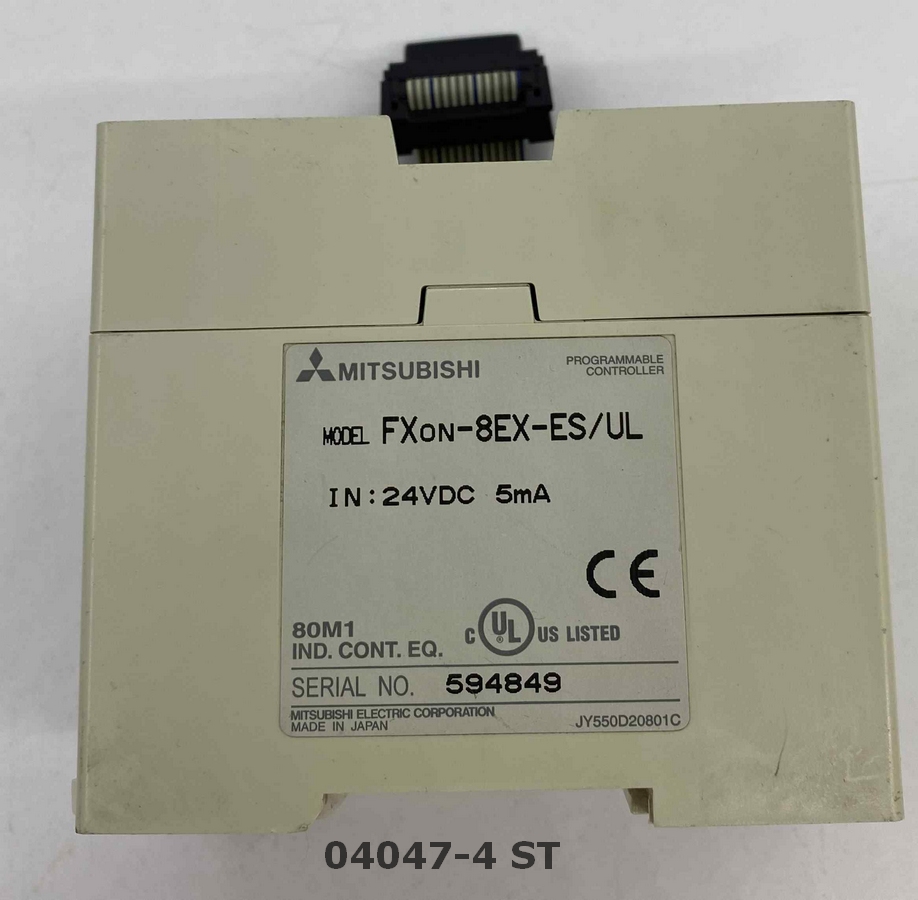 MITSUBISHI
PROGRAMMABLE
CONTROLLER
MODEL FX0N-8EX-ES/UL
IN:24VDC 5mA
CE
80M1
IND. CONT. EQ.
C UL ® US LISTED
SERIAL NO. 594849
MITSUBISHI ELECTRIC CORPORATION
MADE IN JAPAN
JY550D20801C
04047-4 ST